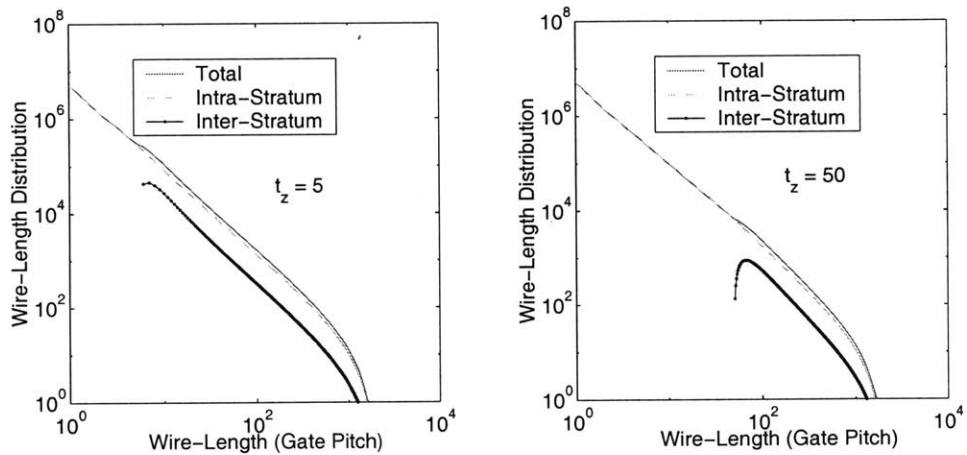 10^8
10^6
10^4
10^2
10^0
Wire-Length Distribution
Total
Intra-Stratum
Inter-Stratum
t_z = 5
10^0
10^2
10^4
Wire-Length (Gate Pitch)
10^8
10^6
10^4
10^2
10^0
Wire-Length Distribution
Total
Intra-Stratum
Inter-Stratum
t_z = 50
10^0
10^2
10^4
Wire-Length (Gate Pitch)